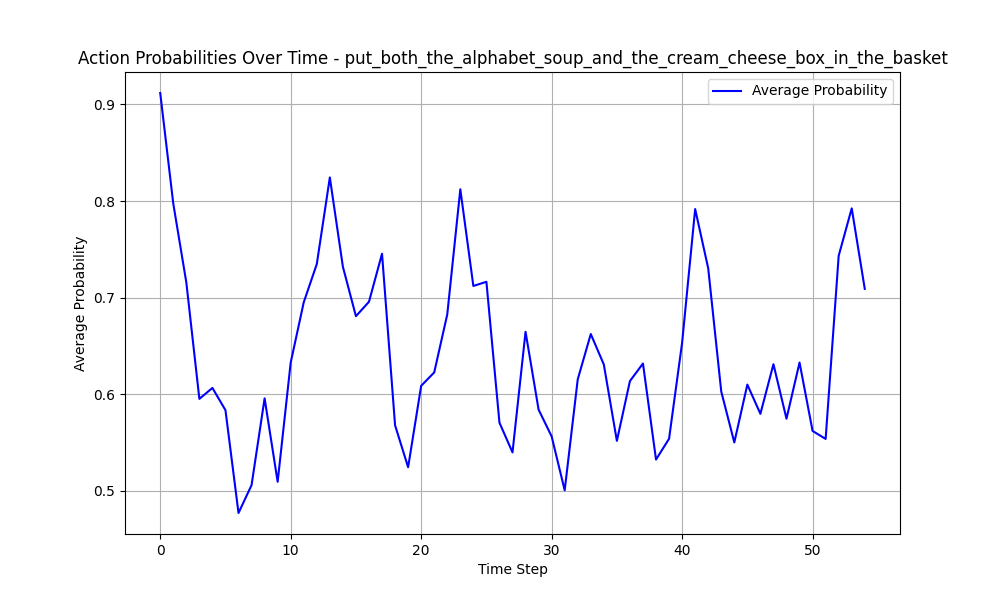 Action Probabilities Over Time - put_both_the_alphabet_soup_and_the_cream_cheese_box_in_the_basket
Average Probability
0.9
0.8
0.7
0.6
0.5
Average Probability
0
10
20
30
40
50
Time Step